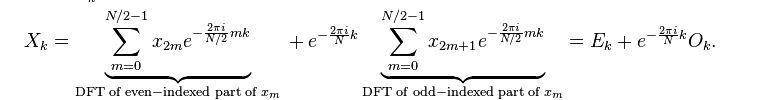 X_k = \underbrace{\sum_{m=0}^{N/2-1} x_{2m} e^{-\frac{2\pi i}{N/2} mk}}_{\text{DFT of even-indexed part of } x_m} + e^{-\frac{2\pi i}{N} k} \underbrace{\sum_{m=0}^{N/2-1} x_{2m+1} e^{-\frac{2\pi i}{N/2} mk}}_{\text{DFT of odd-indexed part of } x_m} = E_k + e^{-\frac{2\pi i}{N} k} O_k.